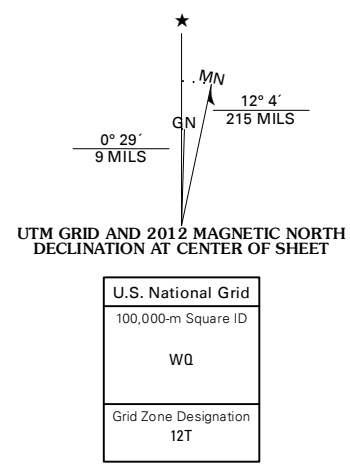 ★
MN
12° 4´
215 MILS
GN
0° 29´
9 MILS
UTM GRID AND 2012 MAGNETIC NORTH
DECLINATION AT CENTER OF SHEET
U.S. National Grid
100,000-m Square ID
WQ
Grid Zone Designation
12T